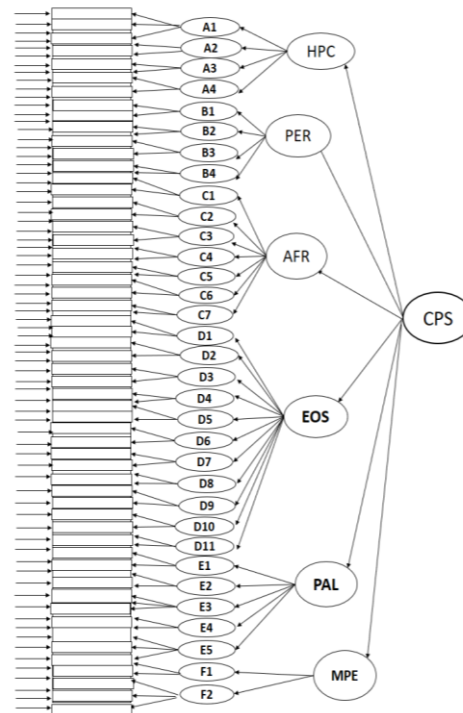 A1
A2
A3
A4
HPC
B1
B2
B3
B4
PER
C1
C2
C3
C4
C5
C6
C7
AFR
CPS
D1
D2
D3
D4
D5
D6
D7
D8
D9
D10
D11
EOS
E1
E2
E3
E4
E5
PAL
F1
F2
MPE